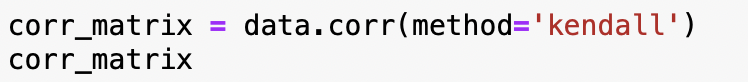 corr_matrix = data.corr(method='kendall')
corr_matrix